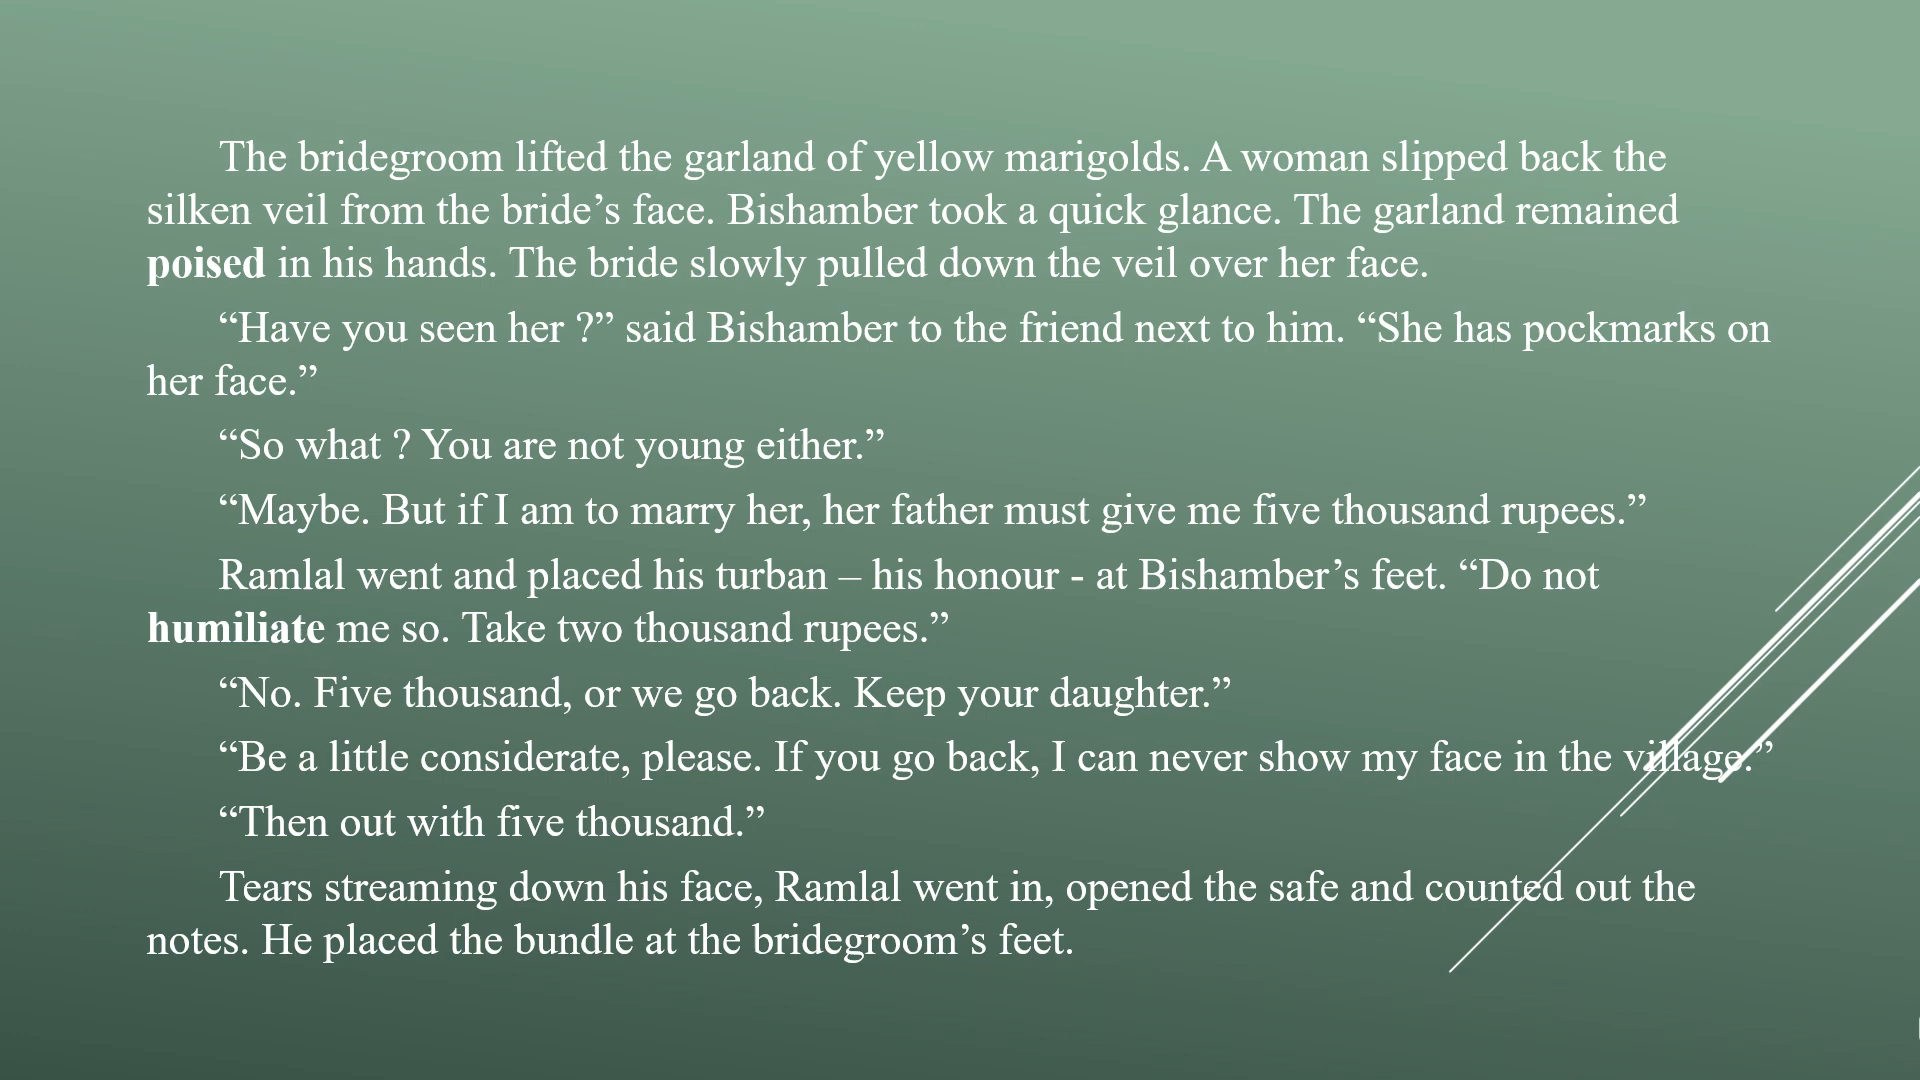 The bridegroom lifted the garland of yellow marigolds. A woman slipped back the
silken veil from the bride’s face. Bishamber took a quick glance. The garland remained
poised in his hands. The bride slowly pulled down the veil over her face.
“Have you seen her ?” said Bishamber to the friend next to him. “She has pockmarks on
her face.”
“So what ? You are not young either.”
“Maybe. But if I am to marry her, her father must give me five thousand rupees.”
Ramlal went and placed his turban – his honour - at Bishamber’s feet. “Do not
humiliate me so. Take two thousand rupees.”
“No. Five thousand, or we go back. Keep your daughter.”
“Be a little considerate, please. If you go back, I can never show my face in the village.”
“Then out with five thousand.”
Tears streaming down his face, Ramlal went in, opened the safe and counted out the
notes. He placed the bundle at the bridegroom’s feet.